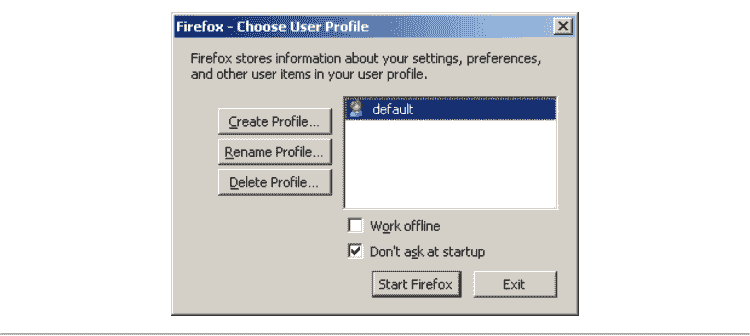 Firefox - Choose User Profile
Firefox stores information about your settings, preferences,
and other user items in your user profile.
Create Profile...
default
Rename Profile...
Delete Profile...
Work offline
Don't ask at startup
Start Firefox
Exit